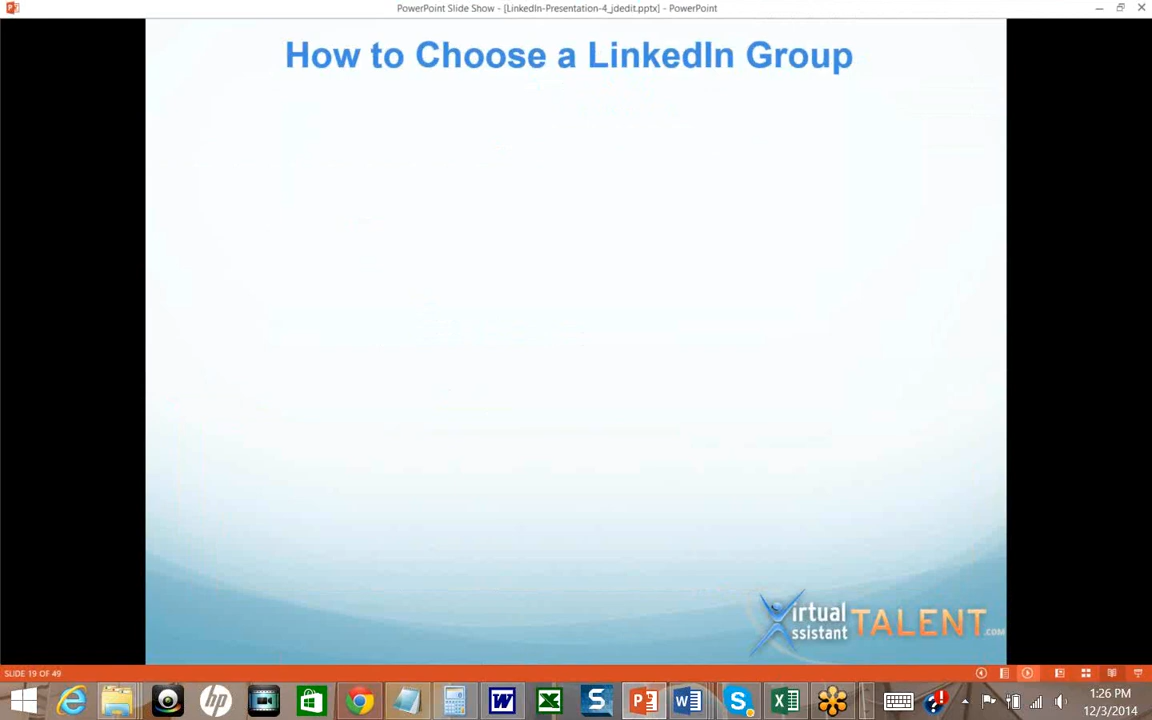 PowerPoint Slide Show - [LinkedIn-Presentation-4_jdedit.pptx] - PowerPoint
How to Choose a LinkedIn Group
Virtual
Assistant TALENT.com
SLIDE 19 OF 49
1:26 PM
12/3/2014